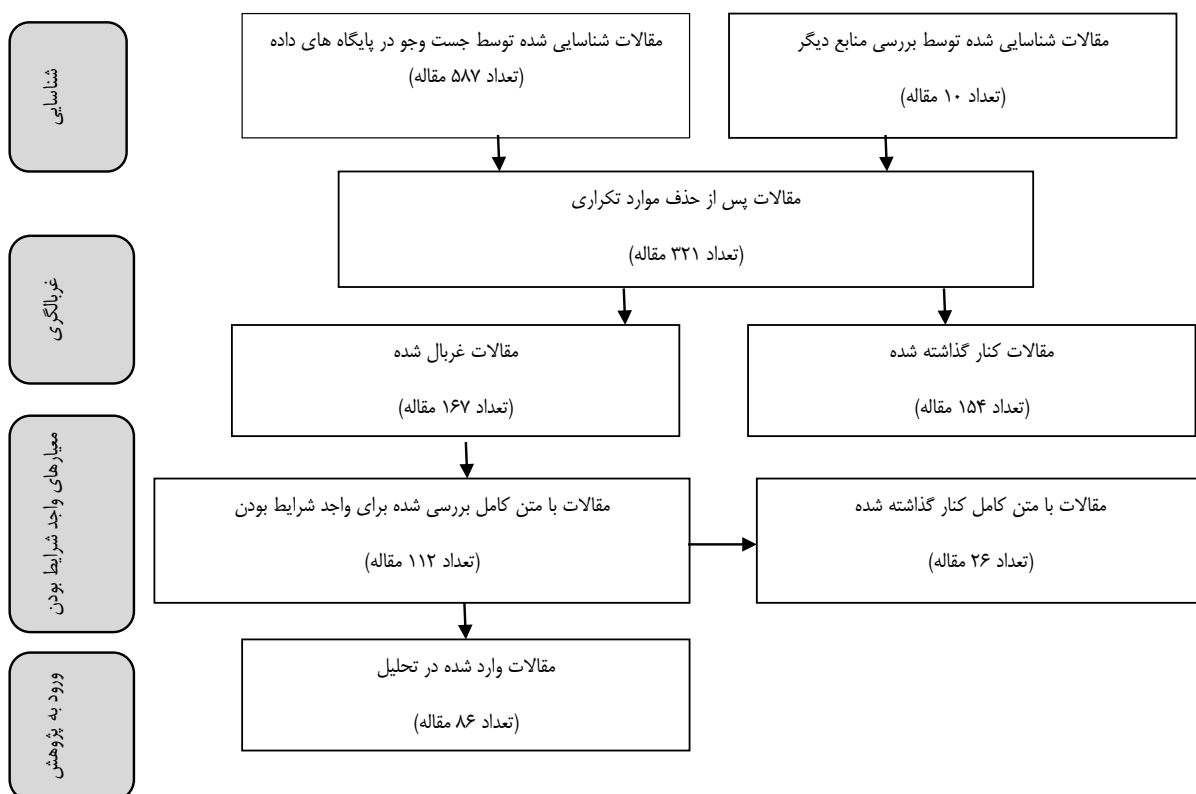 شناسایی
مقالات شناسایی شده توسط جست وجو در پایگاه های داده
(تعداد ۵۸۷ مقاله)
مقالات شناسایی شده توسط بررسی منابع دیگر
(تعداد ۱۰ مقاله)
مقالات پس از حذف موارد تکراری
(تعداد ۳۲۱ مقاله)
غربالگری
مقالات غربال شده
(تعداد ۱۶۷ مقاله)
مقالات کنار گذاشته شده
(تعداد ۱۵۴ مقاله)
معیارهای واجد شرایط بودن
مقالات با متن کامل بررسی شده برای واجد شرایط بودن
(تعداد ۱۱۲ مقاله)
مقالات با متن کامل کنار گذاشته شده
(تعداد ۲۶ مقاله)
ورود به پژوهش
مقالات وارد شده در تحلیل
(تعداد ۸۶ مقاله)